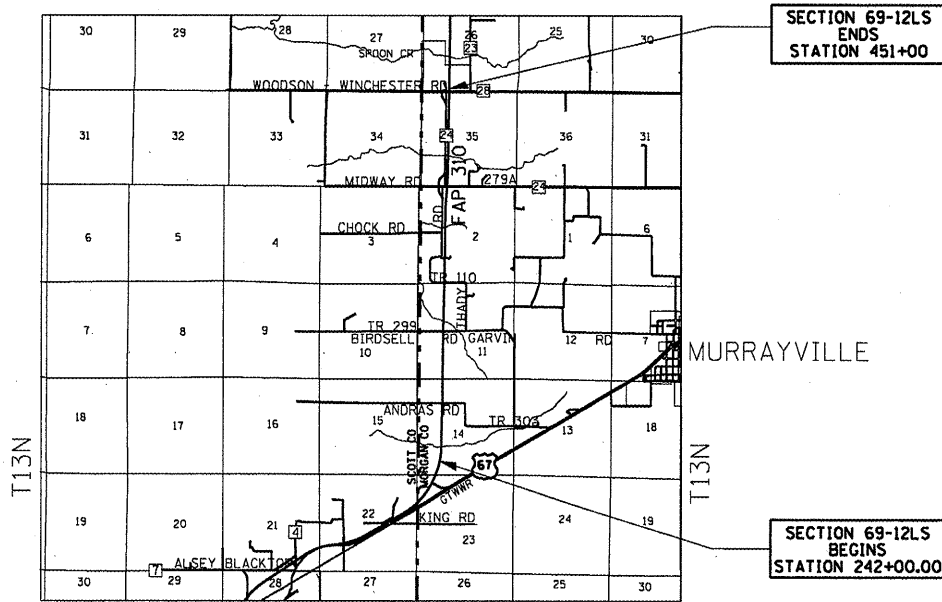 30 29 28 27 26 25 30
23
SPOON CR
SECTION 69-12LS
ENDS
STATION 451+00
WOODSON - WINCHESTER RD
28
31 32 33 34 24 35 36 31
FAP 310
MIDWAY RD 279A
24
RD
CHOCK RD
6 5 4 3 2 1 6
TR 110
THADY
7 8 9 TR 299
BIRDSELL RD GARVIN RD
10 11 12 7
MURRAYVILLE
ANDRAS RD
18 17 16 15 14 TR 303 13 18
SCOTT CO
MORGAN CO
T13N
T13N
67
GTWWR
19 20 21 22 KING RD 23 24 19
4
ALSEY BLACKTOP
7
30 29 28 27 26 25 30
SECTION 69-12LS
BEGINS
STATION 242+00.00